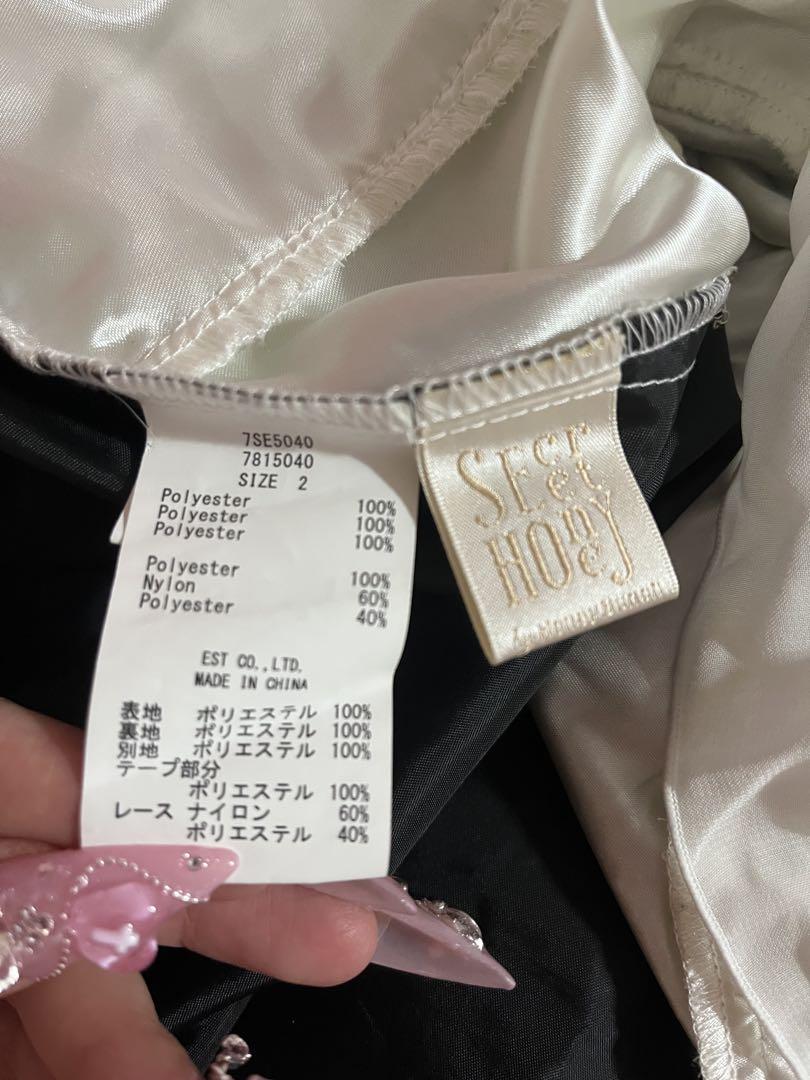 7SE5040
7815040
SIZE 2
Polyester 100%
Polyester 100%
Polyester 100%
Polyester 100%
Nylon 60%
Polyester 40%
EST CO.,LTD.
MADE IN CHINA
表地 ポリエステル 100%
裏地 ポリエステル 100%
別地 ポリエステル 100%
テープ部分
ポリエステル 100%
レース ナイロン 60%
ポリエステル 40%
SEcret
HOney